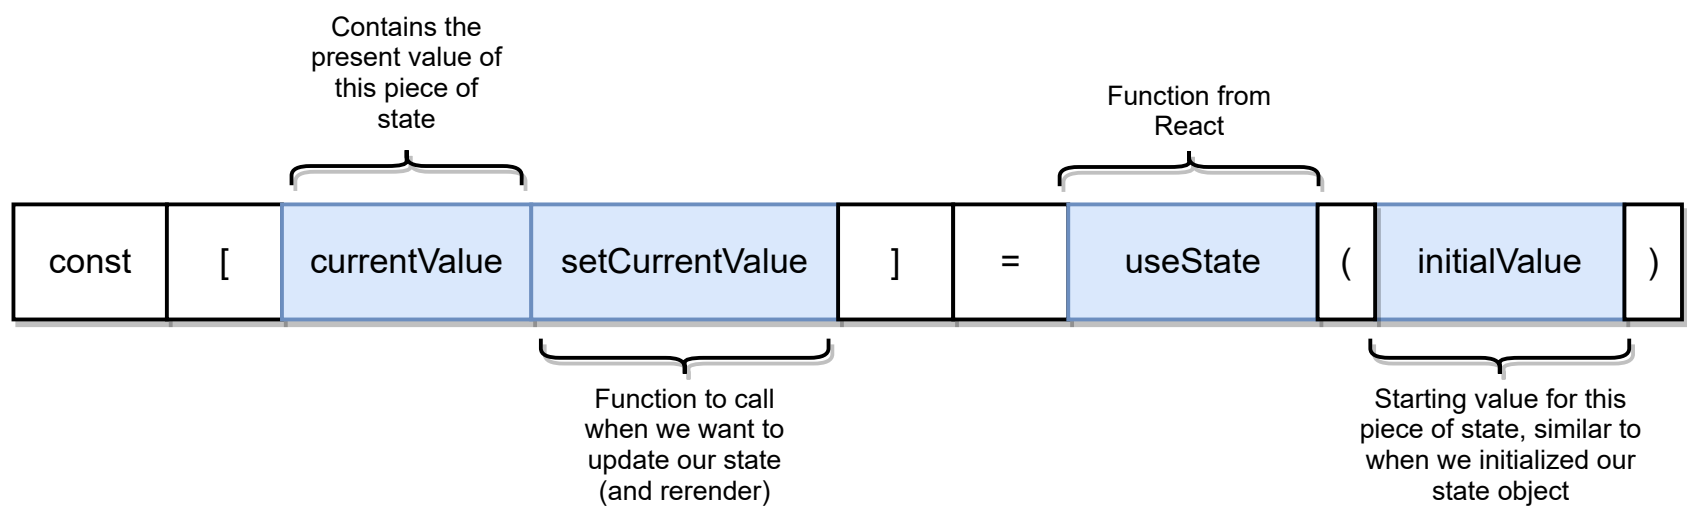 Contains the
present value of
this piece of
state
Function from
React
const [ currentValue setCurrentValue ] = useState ( initialValue )
Function to call
when we want to
update our state
(and rerender)
Starting value for this
piece of state, similar to
when we initialized our
state object